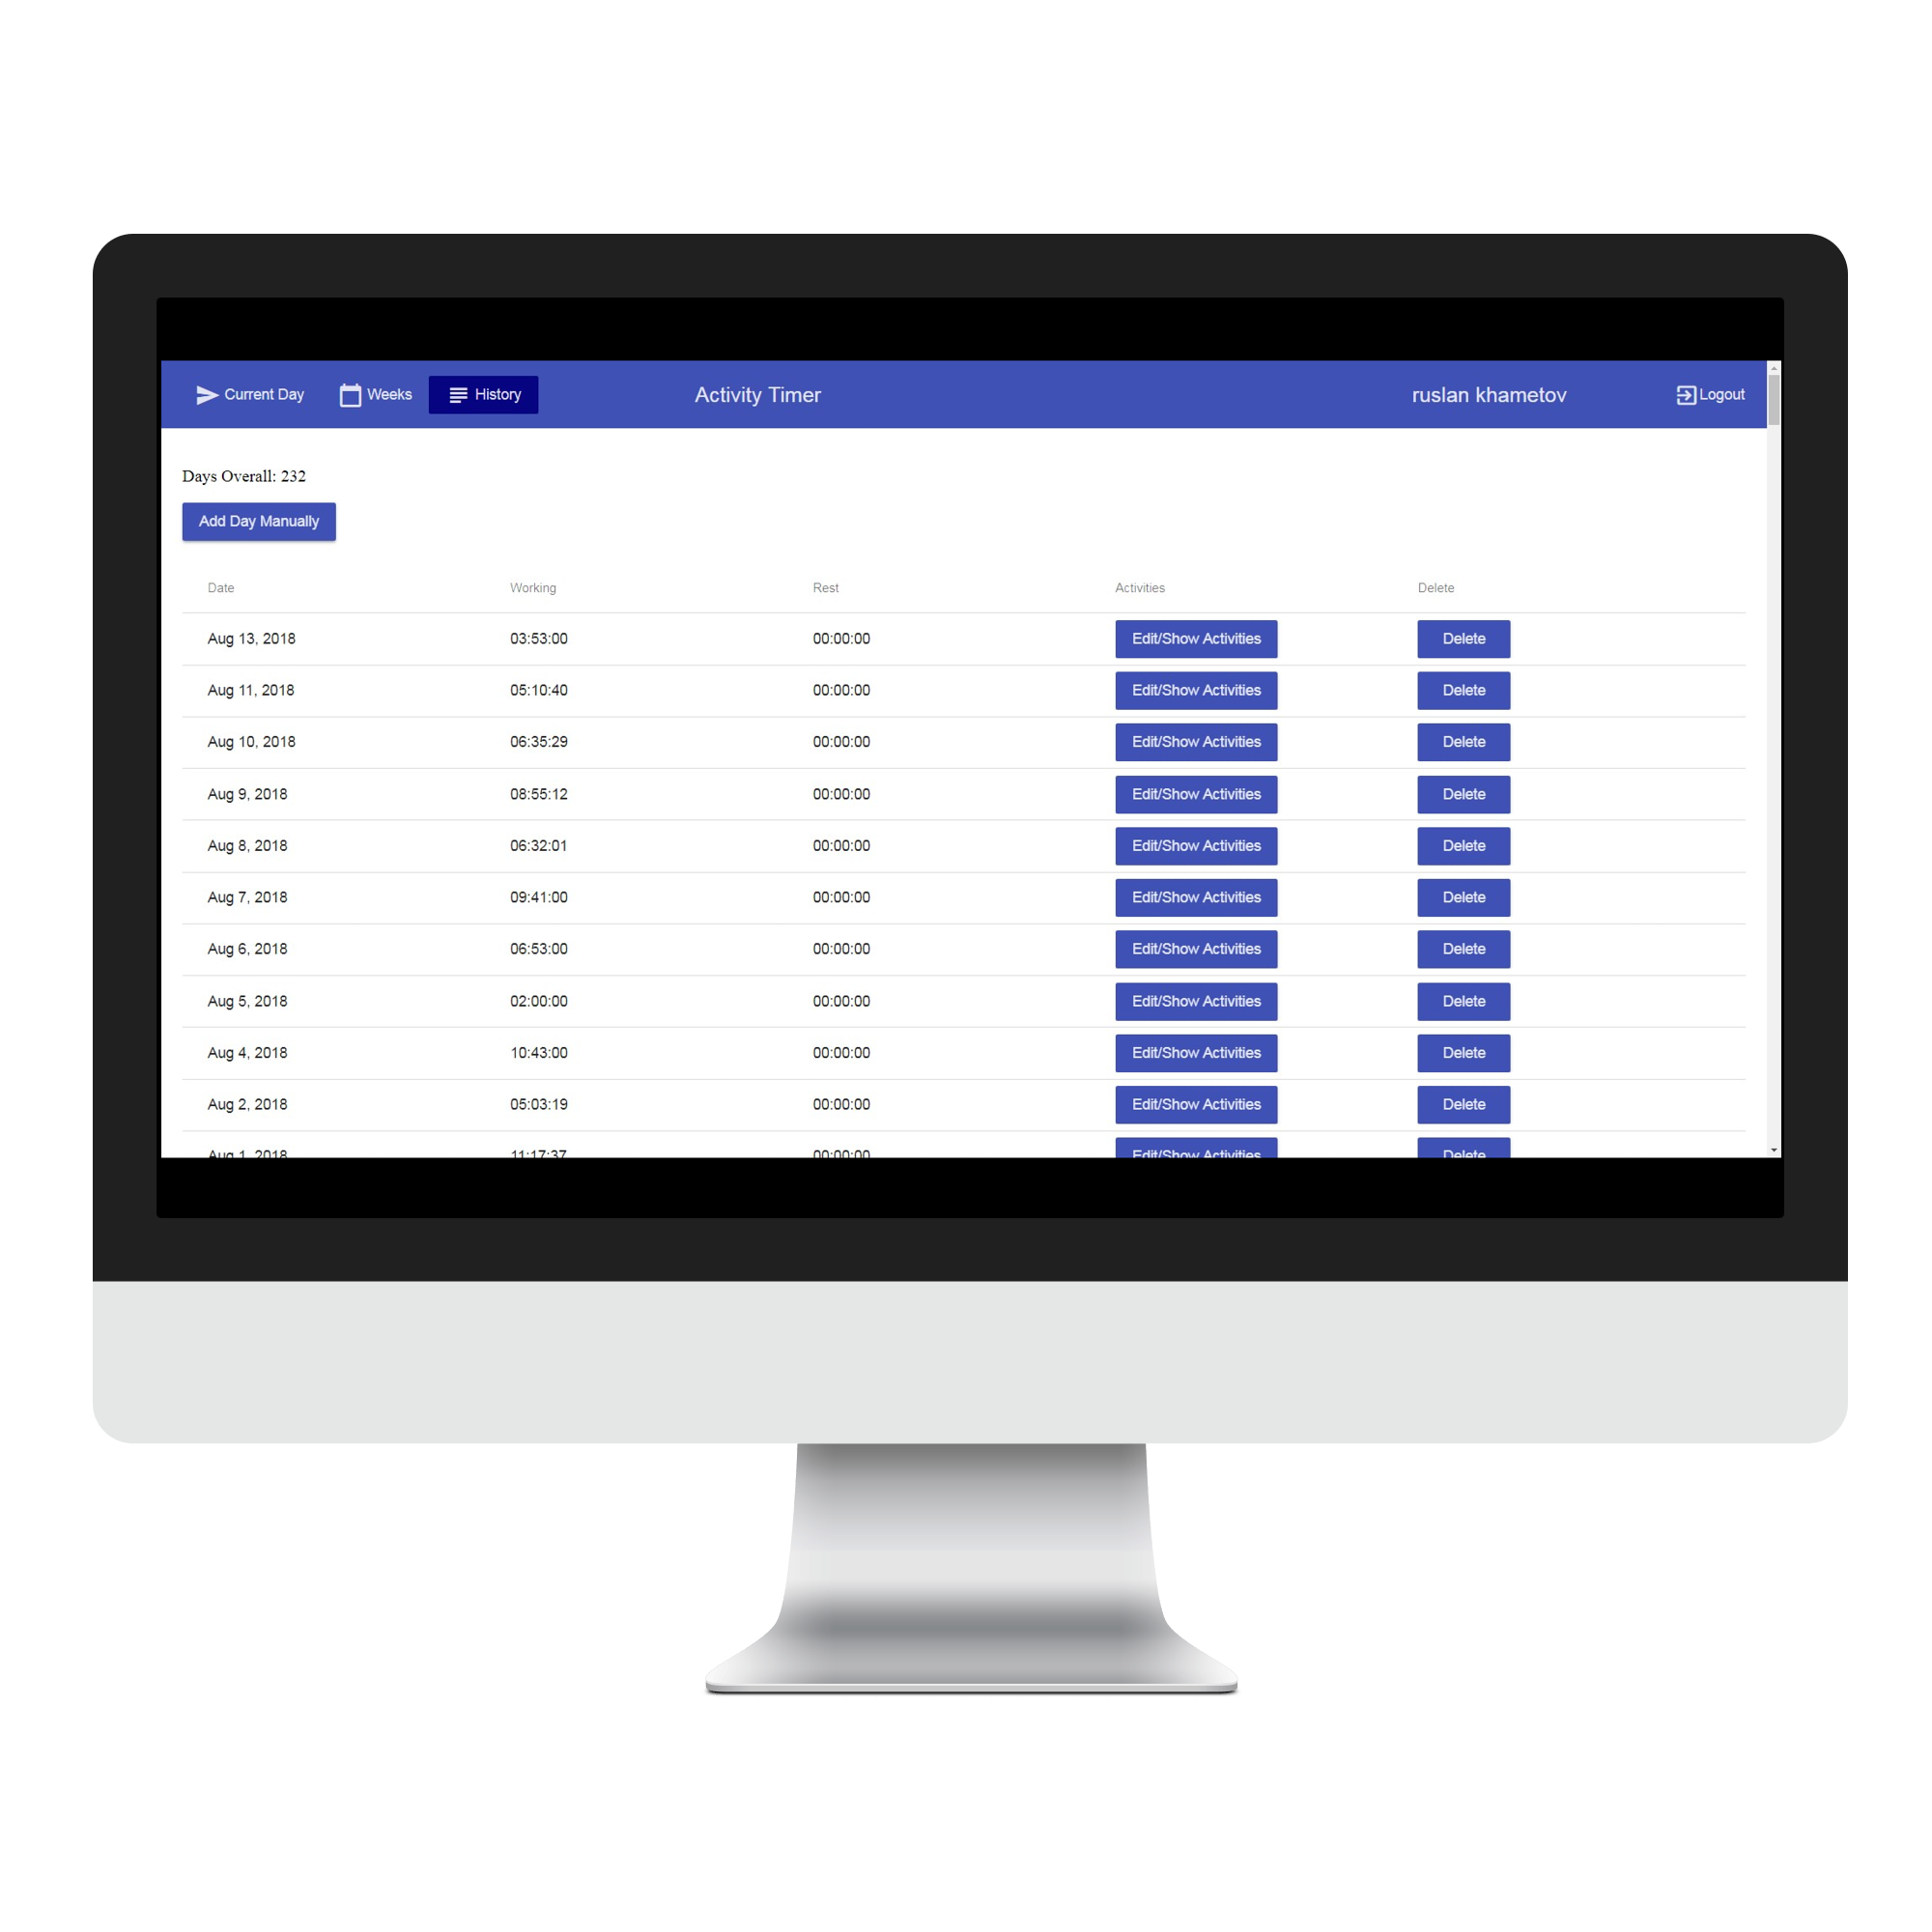 Current Day Weeks History Activity Timer ruslan khametov Logout
Days Overall: 232
Add Day Manually
Date Working Rest Activities Delete
Aug 13, 2018 03:53:00 00:00:00 Edit/Show Activities Delete
Aug 11, 2018 05:10:40 00:00:00 Edit/Show Activities Delete
Aug 10, 2018 06:35:29 00:00:00 Edit/Show Activities Delete
Aug 9, 2018 08:55:12 00:00:00 Edit/Show Activities Delete
Aug 8, 2018 06:32:01 00:00:00 Edit/Show Activities Delete
Aug 7, 2018 09:41:00 00:00:00 Edit/Show Activities Delete
Aug 6, 2018 06:53:00 00:00:00 Edit/Show Activities Delete
Aug 5, 2018 02:00:00 00:00:00 Edit/Show Activities Delete
Aug 4, 2018 10:43:00 00:00:00 Edit/Show Activities Delete
Aug 2, 2018 05:03:19 00:00:00 Edit/Show Activities Delete
Aug 1, 2018 11:17:37 00:00:00 Edit/Show Activities Delete